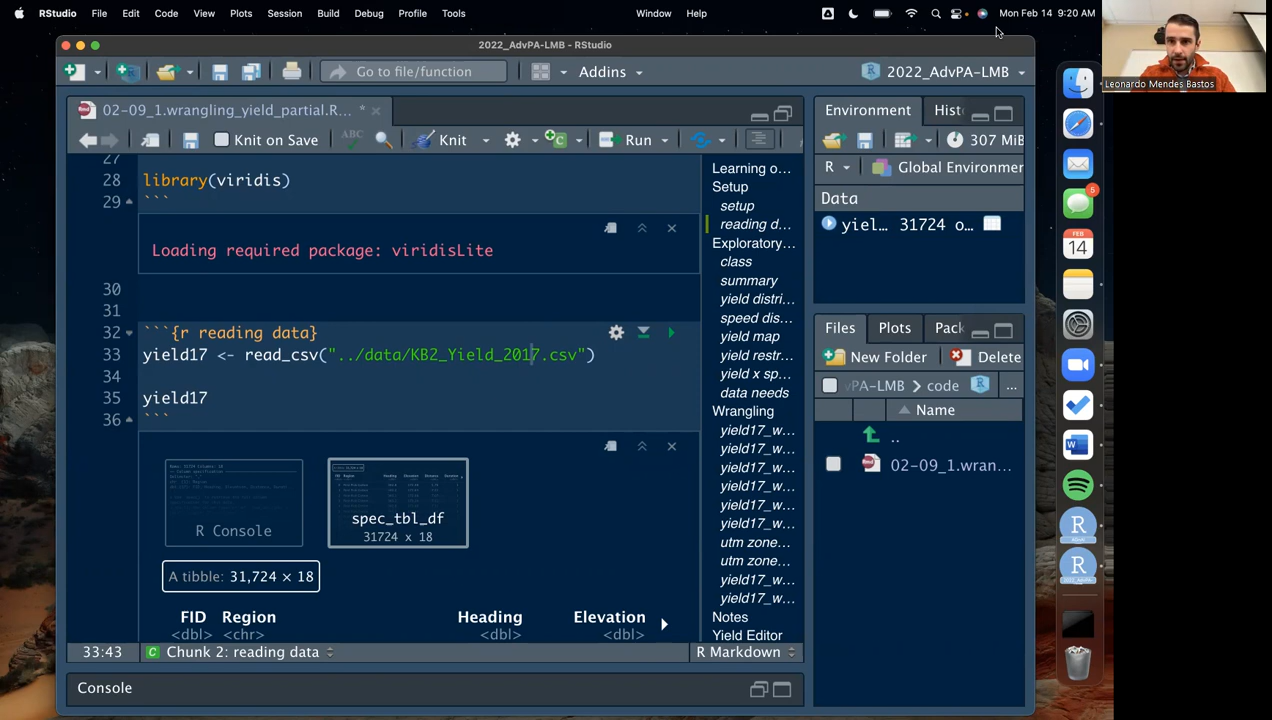 RStudio File Edit Code View Plots Session Build Debug Profile Tools Window Help Mon Feb 14 9:20 AM
Leonardo Mendes Bastos
2022_AdvPA-LMB - RStudio
Go to file/function Addins 2022_AdvPA-LMB
02-09_1.wrangling_yield_partial.R... *
Knit on Save ABC Knit Run
27
28 library(viridis)
29 ```
Loading required package: viridisLite
30
31
32 ```{r reading data}
33 yield17 <- read_csv("../data/KB2_Yield_2017.csv")
34
35 yield17
36 ```
R Console
spec_tbl_df
31724 x 18
A tibble: 31,724 × 18
FID Region Heading Elevation
<dbl> <chr> <dbl> <dbl>
33:43 Chunk 2: reading data R Markdown
Console
Learning o...
Setup
setup
reading d...
Exploratory...
class
summary
yield distri...
speed dis...
yield map
yield restr...
yield x sp...
data needs
Wrangling
yield17_w...
yield17_w...
yield17_w...
yield17_w...
yield17_w...
yield17_w...
utm zone...
utm zone...
yield17_w...
yield17_w...
Notes
Yield Editor
Environment Hist
307 MiB
R Global Environmer
Data
yiel... 31724 o...
Files Plots Pack
New Folder Delete
vPA-LMB code ...
Name
..
02-09_1.wran...
5
FEB
14